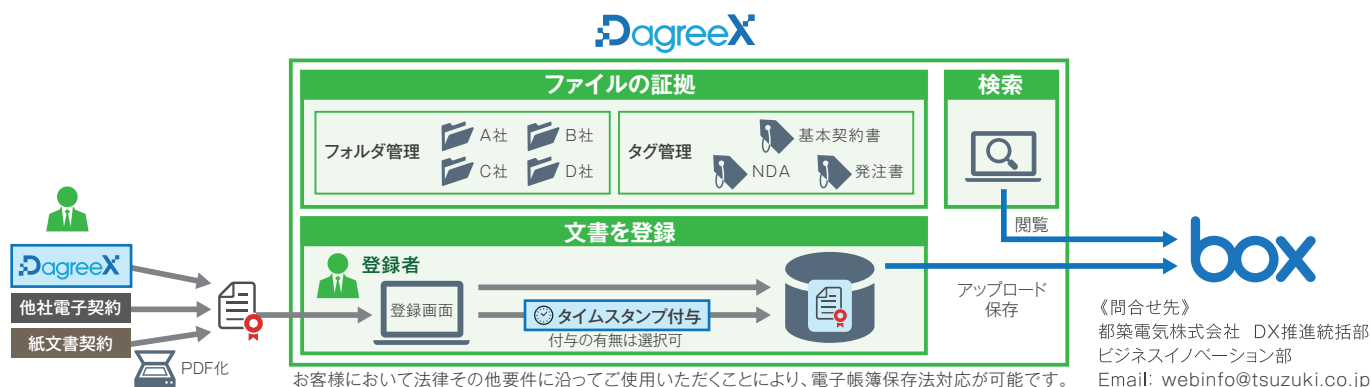 DagreeX
ファイルの証拠
検索
フォルダ管理
A社
B社
C社
D社
タグ管理
基本契約書
NDA
発注書
閲覧
文書を登録
DagreeX
他社電子契約
紙文書契約
PDF化
登録者
登録画面
タイムスタンプ付与
付与の有無は選択可
アップロード
保存
box
《問合せ先》
都築電気株式会社 DX推進統括部
ビジネスイノベーション部
Email: webinfo@tsuzuki.co.jp
お客様において法律その他要件に沿ってご使用いただくことにより、電子帳簿保存法対応が可能です。